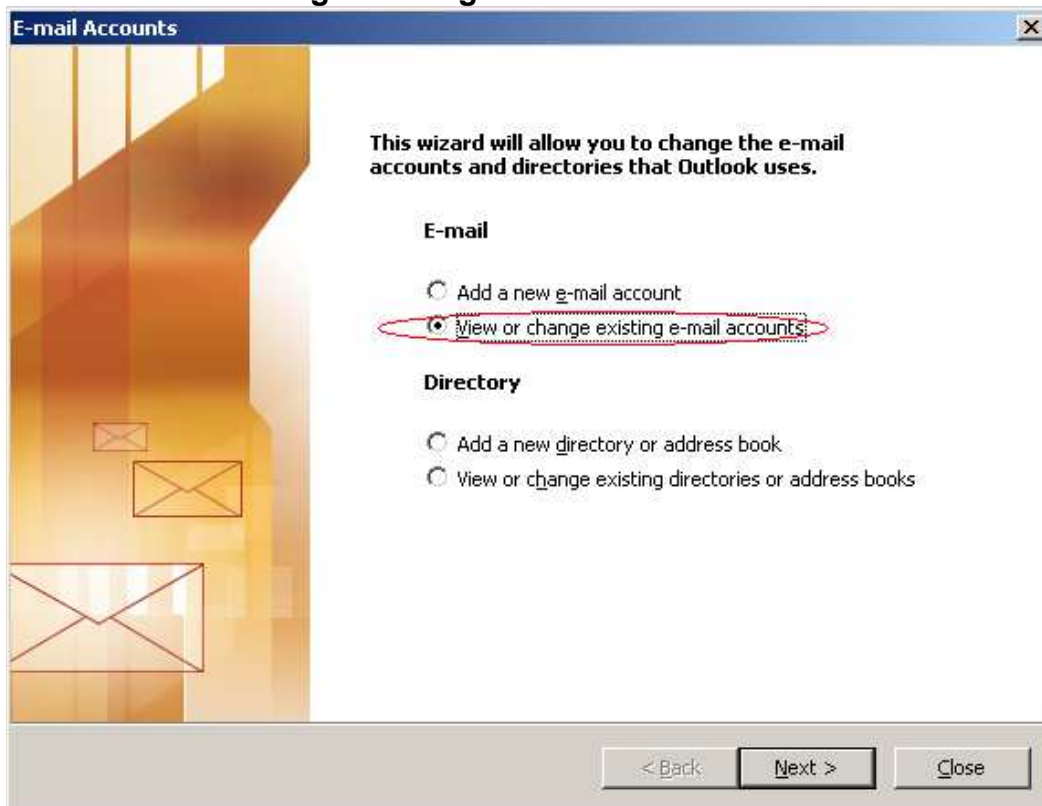 E-mail Accounts
This wizard will allow you to change the e-mail
accounts and directories that Outlook uses.
E-mail
Add a new e-mail account
View or change existing e-mail accounts
Directory
Add a new directory or address book
View or change existing directories or address books
< Back
Next >
Close